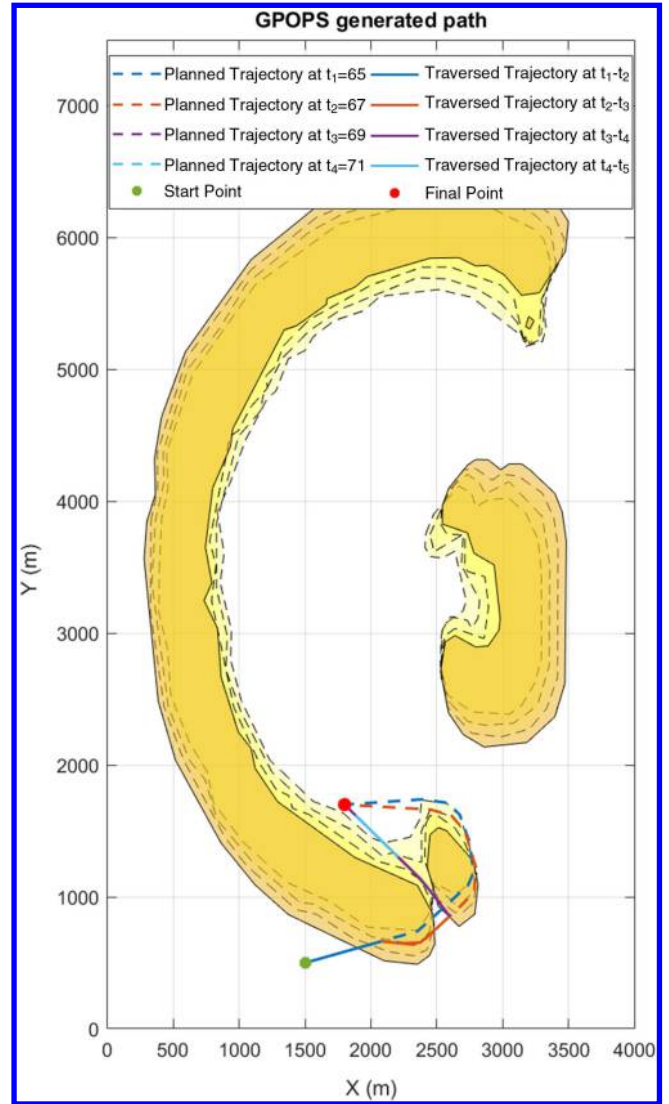 GPOPS generated path
Planned Trajectory at t₁=65 Traversed Trajectory at t₁-t₂
Planned Trajectory at t₂=67 Traversed Trajectory at t₂-t₃
Planned Trajectory at t₃=69 Traversed Trajectory at t₃-t₄
Planned Trajectory at t₄=71 Traversed Trajectory at t₄-t₅
Start Point Final Point
7000
6000
5000
4000
3000
2000
1000
0
Y (m)
0 500 1000 1500 2000 2500 3000 3500 4000
X (m)